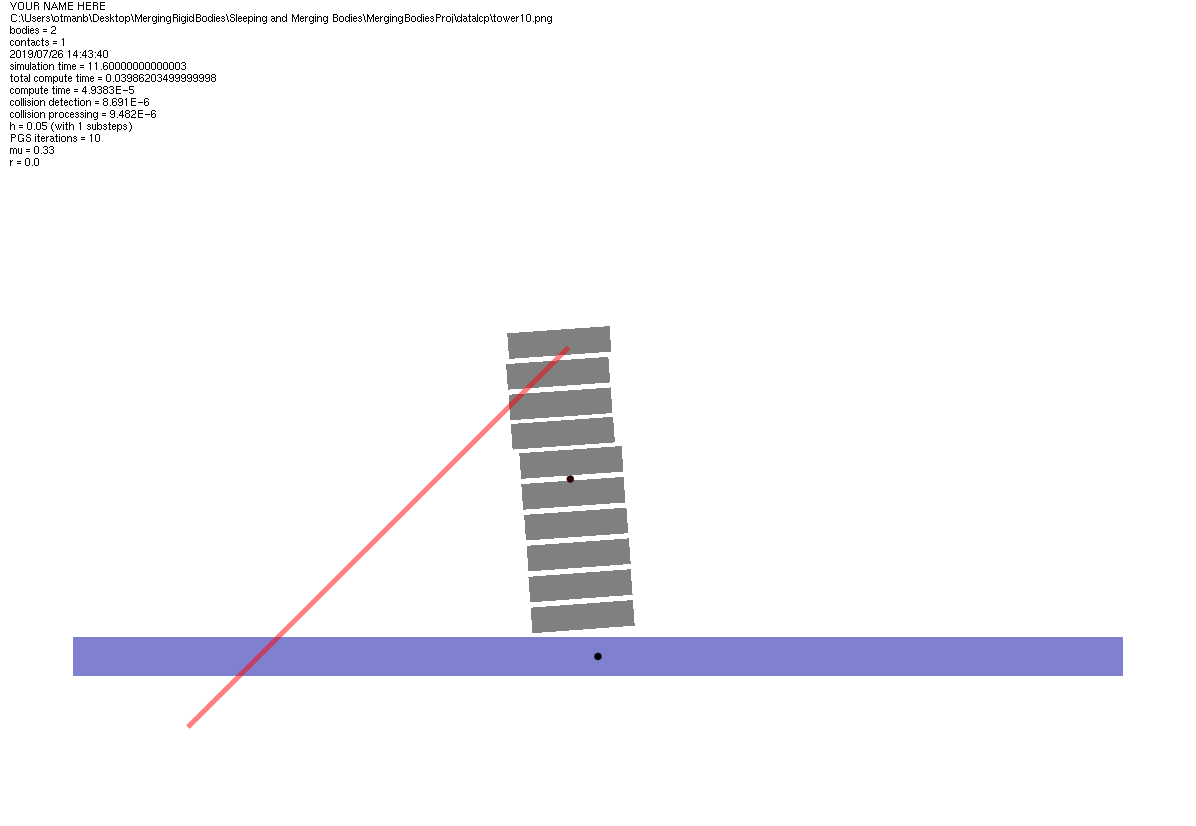 YOUR NAME HERE
C:\Users\otmanb\Desktop\MergingRigidBodies\Sleeping and Merging Bodies\MergingBodiesProj\datalcp\tower10.png
bodies = 2
contacts = 1
2019/07/26 14:43:40
simulation time = 11.60000000000003
total compute time = 0.03986203499999998
compute time = 4.9383E-5
collision detection = 8.691E-6
collision processing = 9.482E-6
h = 0.05 (with 1 substeps)
PGS iterations = 10
mu = 0.33
r = 0.0